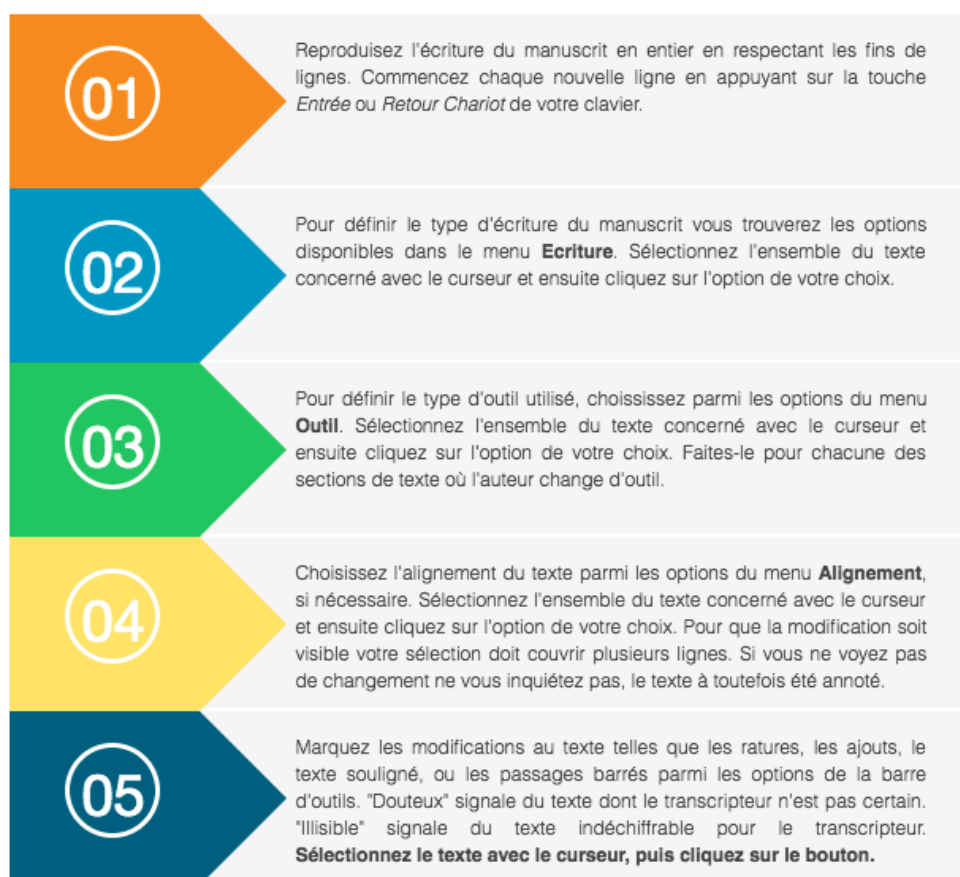 01
Reproduisez l'écriture du manuscrit en entier en respectant les fins de
lignes. Commencez chaque nouvelle ligne en appuyant sur la touche
Entrée ou Retour Chariot de votre clavier.
02
Pour définir le type d'écriture du manuscrit vous trouverez les options
disponibles dans le menu Ecriture. Sélectionnez l'ensemble du texte
concerné avec le curseur et ensuite cliquez sur l'option de votre choix.
03
Pour définir le type d'outil utilisé, choississez parmi les options du menu
Outil. Sélectionnez l'ensemble du texte concerné avec le curseur et
ensuite cliquez sur l'option de votre choix. Faites-le pour chacune des
sections de texte où l'auteur change d'outil.
04
Choisissez l'alignement du texte parmi les options du menu Alignement,
si nécessaire. Sélectionnez l'ensemble du texte concerné avec le curseur
et ensuite cliquez sur l'option de votre choix. Pour que la modification soit
visible votre sélection doit couvrir plusieurs lignes. Si vous ne voyez pas
de changement ne vous inquiétez pas, le texte à toutefois été annoté.
05
Marquez les modifications au texte telles que les ratures, les ajouts, le
texte souligné, ou les passages barrés parmi les options de la barre
d'outils. "Douteux" signale du texte dont le transcripteur n'est pas certain.
"Illisible" signale du texte indéchiffrable pour le transcripteur.
Sélectionnez le texte avec le curseur, puis cliquez sur le bouton.